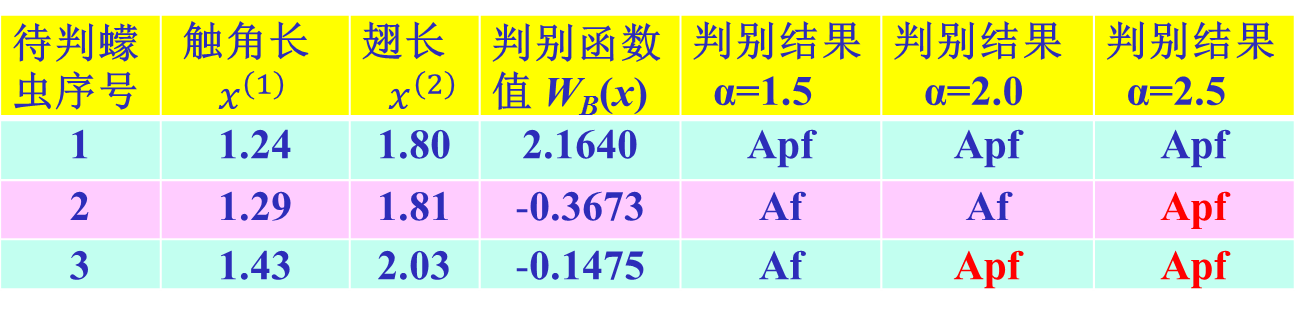 待判蠓虫序号 触角长 x^(1) 翅长 x^(2) 判别函数值 W_B(x) 判别结果 α=1.5 判别结果 α=2.0 判别结果 α=2.5
1 1.24 1.80 2.1640 Apf Apf Apf
2 1.29 1.81 -0.3673 Af Af Apf
3 1.43 2.03 -0.1475 Af Apf Apf